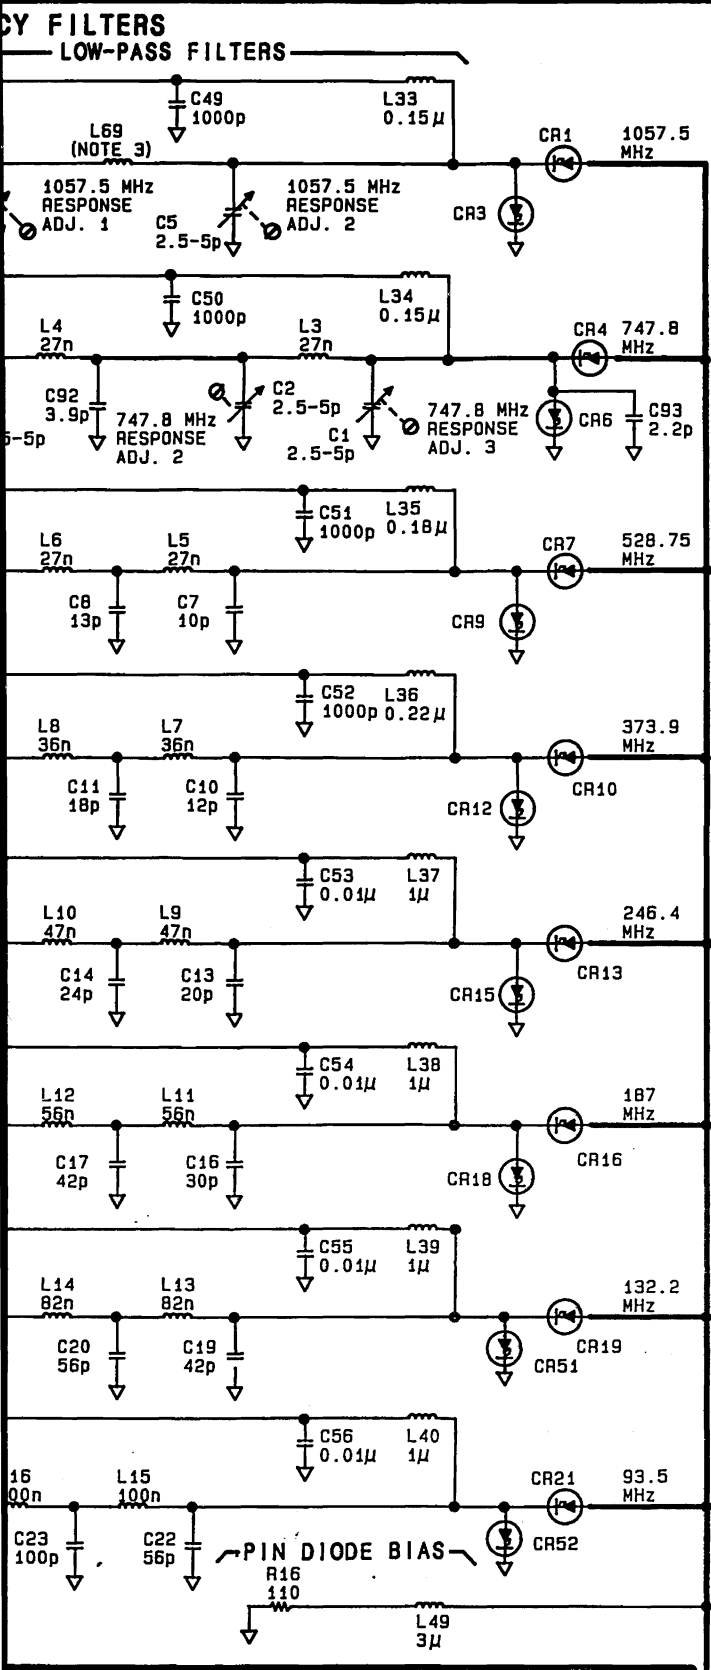 CY FILTERS
LOW-PASS FILTERS
C49
1000p
L33
0.15μ
L69
(NOTE 3)
CR1
1057.5
MHz
1057.5 MHz
RESPONSE
ADJ. 1
C5
2.5-5p
1057.5 MHz
RESPONSE
ADJ. 2
CR3
C50
1000p
L34
0.15μ
L4
27n
L3
27n
CR4
747.8
MHz
C92
3.9p
5-5p
747.8 MHz
RESPONSE
ADJ. 2
C2
2.5-5p
C1
2.5-5p
747.8 MHz
RESPONSE
ADJ. 3
CR6
C93
2.2p
C51
1000p
L35
0.18μ
L6
27n
L5
27n
CR7
528.75
MHz
C8
13p
C7
10p
CR9
C52
1000p
L36
0.22μ
L8
36n
L7
36n
373.9
MHz
C11
18p
C10
12p
CR12
CR10
C53
0.01μ
L37
1μ
L10
47n
L9
47n
246.4
MHz
C14
24p
C13
20p
CR15
CR13
C54
0.01μ
L38
1μ
L12
56n
L11
56n
187
MHz
C17
42p
C16
30p
CR18
CR16
C55
0.01μ
L39
1μ
L14
82n
L13
82n
132.2
MHz
C20
56p
C19
42p
CR51
CR19
C56
0.01μ
L40
1μ
16
00n
L15
100n
CR21
93.5
MHz
C23
100p
C22
56p
CR52
PIN DIODE BIAS
R16
110
L49
3μ